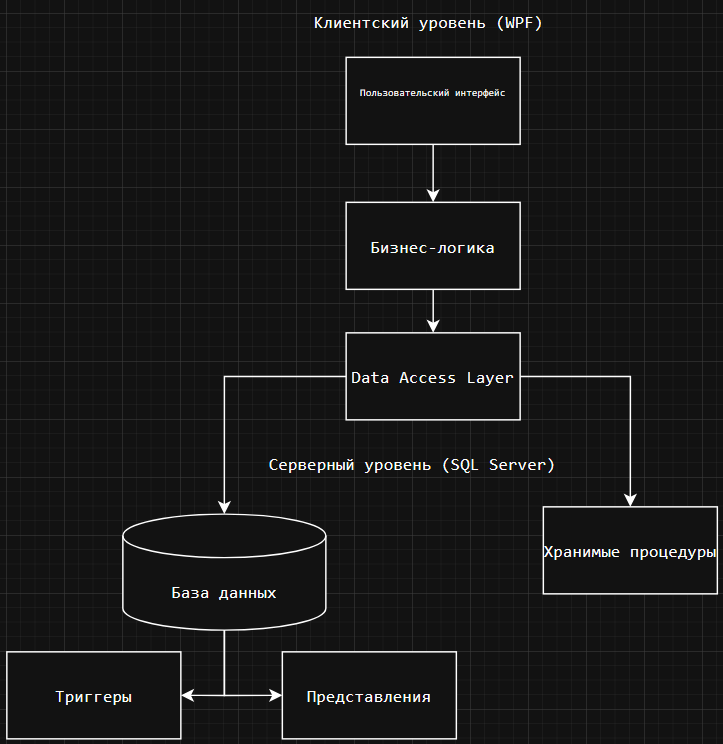 Клиентский уровень (WPF)
Пользовательский интерфейс
Бизнес-логика
Data Access Layer
Серверный уровень (SQL Server)
Хранимые процедуры
База данных
Триггеры
Представления